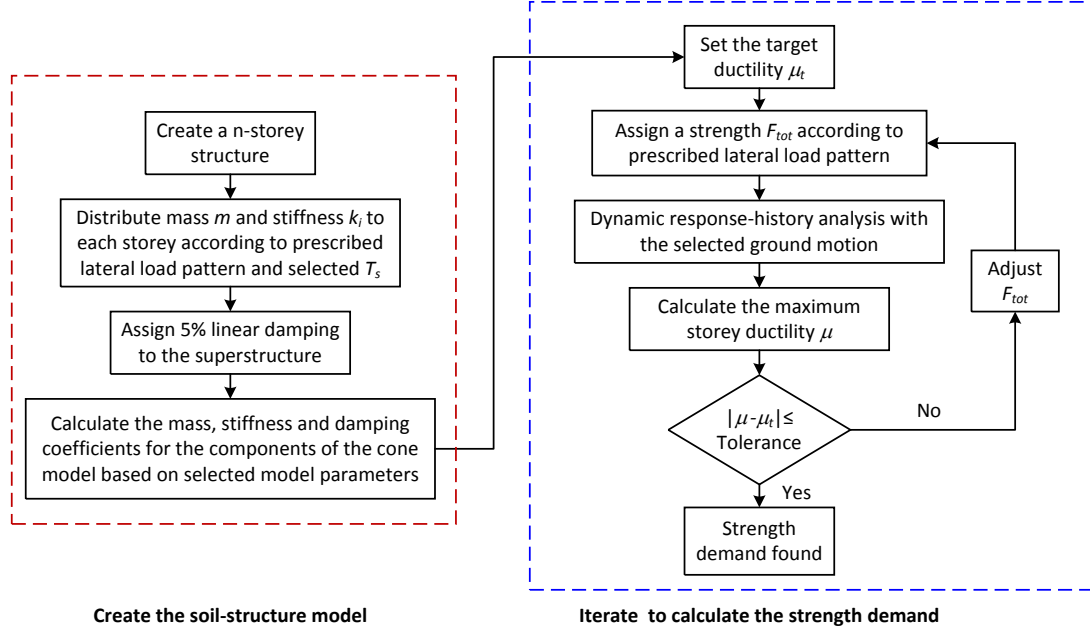 Create a n-storey
structure
Distribute mass m and stiffness kᵢ to
each storey according to prescribed
lateral load pattern and selected Tₛ
Assign 5% linear damping
to the superstructure
Calculate the mass, stiffness and damping
coefficients for the components of the cone
model based on selected model parameters
Create the soil-structure model
Set the target
ductility μₜ
Assign a strength Fₜₒₜ according to
prescribed lateral load pattern
Dynamic response-history analysis with
the selected ground motion
Calculate the maximum
storey ductility μ
|μ-μₜ|≤
Tolerance
No
Adjust
Fₜₒₜ
Yes
Strength
demand found
Iterate to calculate the strength demand